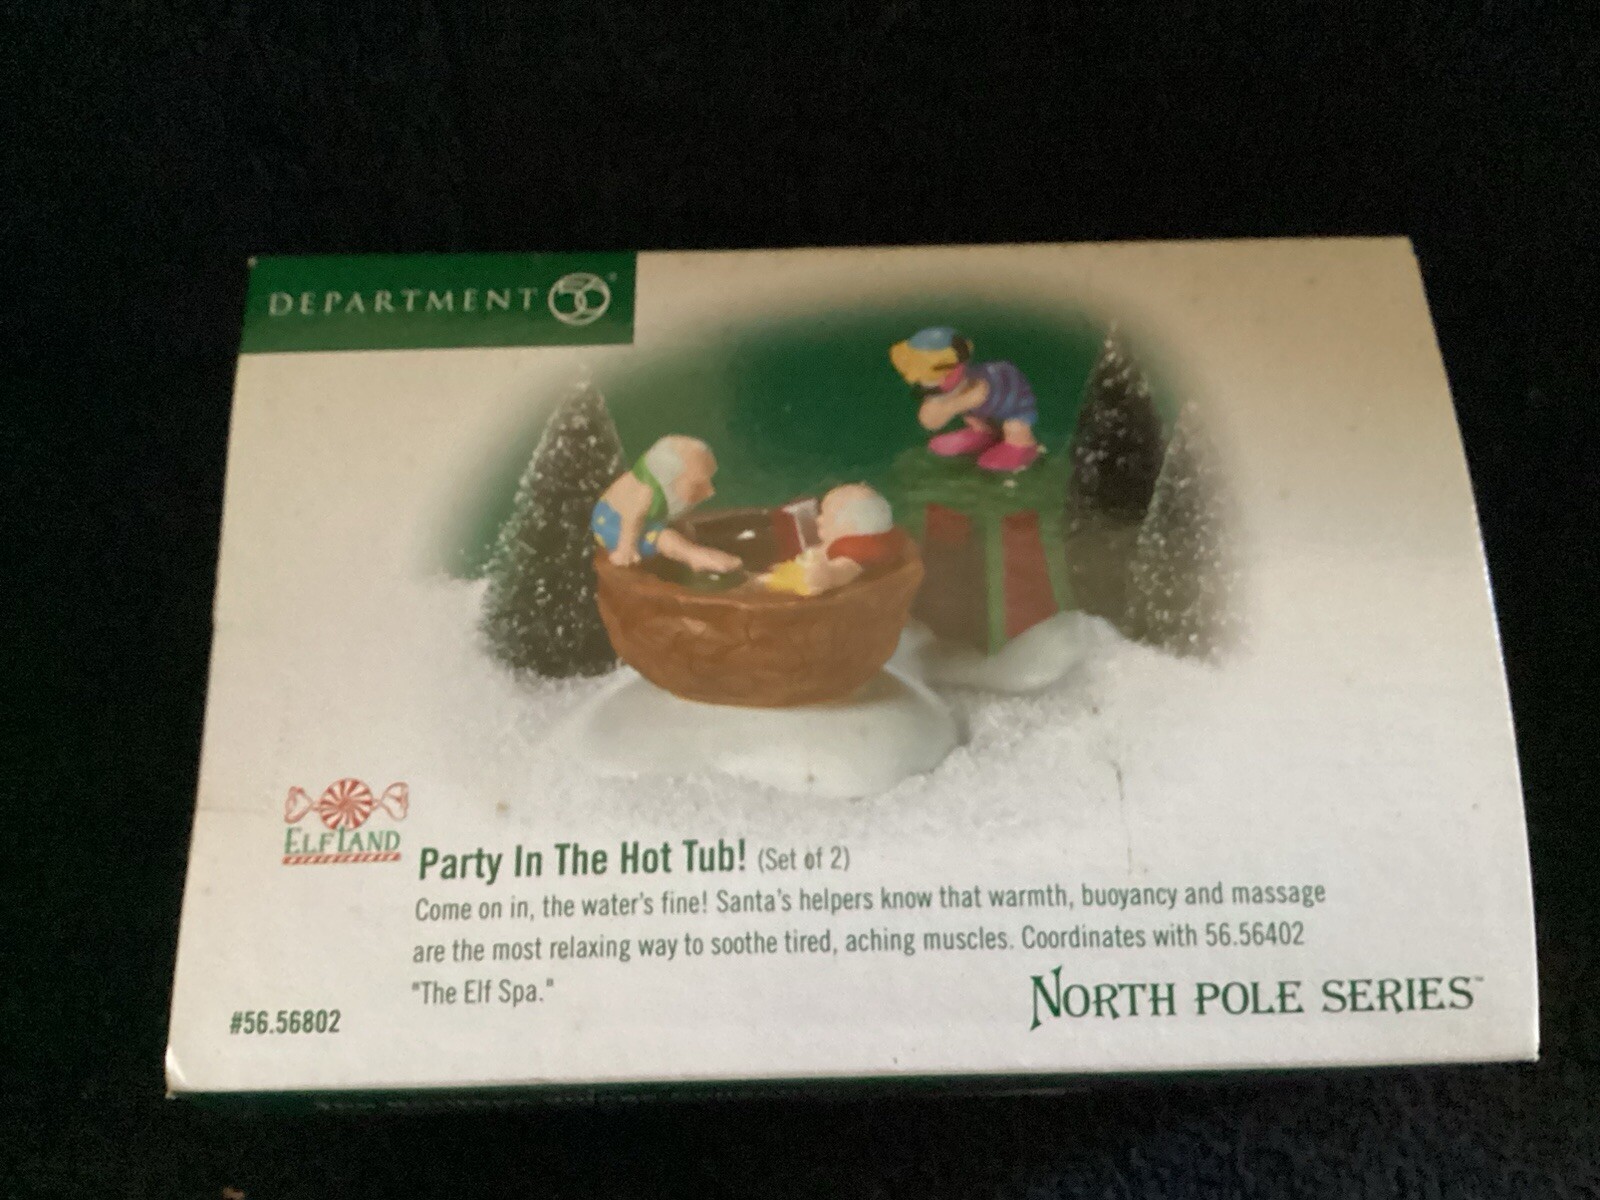 DEPARTMENT 56®
ELFLAND
Party In The Hot Tub! (Set of 2)
Come on in, the water's fine! Santa's helpers know that warmth, buoyancy and massage
are the most relaxing way to soothe tired, aching muscles. Coordinates with 56.56402
"The Elf Spa."
#56.56802
NORTH POLE SERIES™